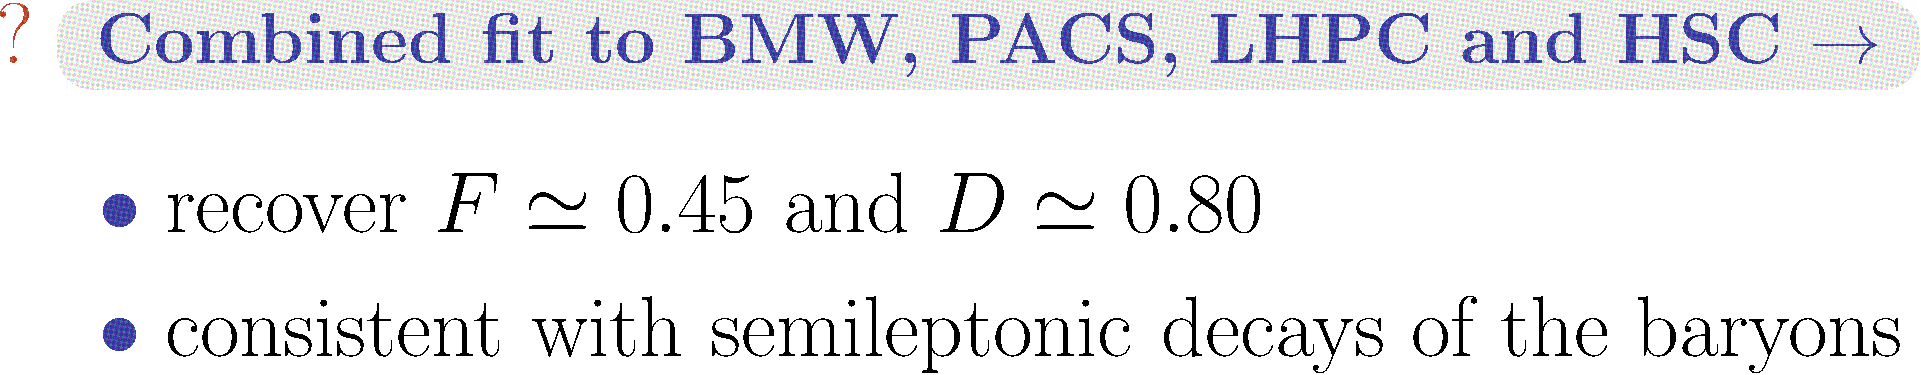 ? Combined fit to BMW, PACS, LHPC and HSC →
• recover F ≃ 0.45 and D ≃ 0.80
• consistent with semileptonic decays of the baryons